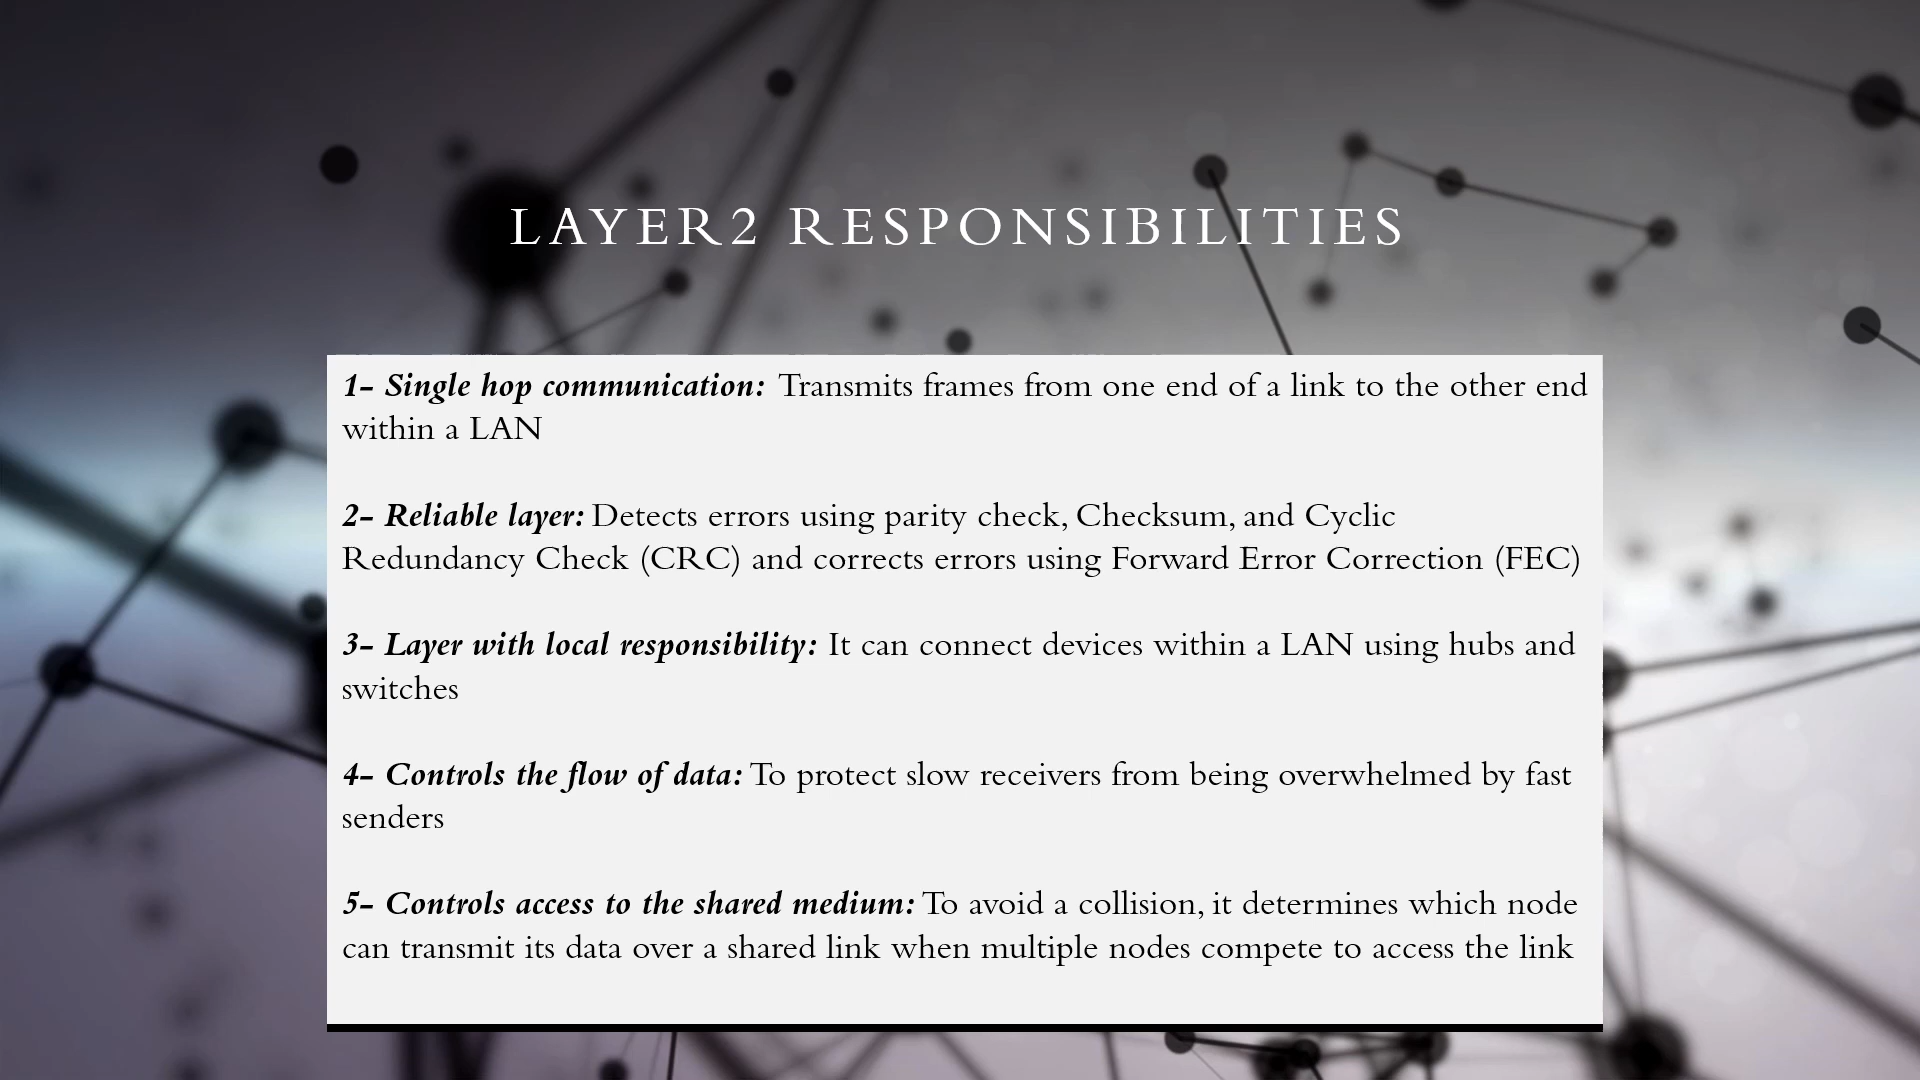 LAYER2 RESPONSIBILITIES
1- Single hop communication: Transmits frames from one end of a link to the other end
within a LAN
2- Reliable layer: Detects errors using parity check, Checksum, and Cyclic
Redundancy Check (CRC) and corrects errors using Forward Error Correction (FEC)
3- Layer with local responsibility: It can connect devices within a LAN using hubs and
switches
4- Controls the flow of data: To protect slow receivers from being overwhelmed by fast
senders
5- Controls access to the shared medium: To avoid a collision, it determines which node
can transmit its data over a shared link when multiple nodes compete to access the link